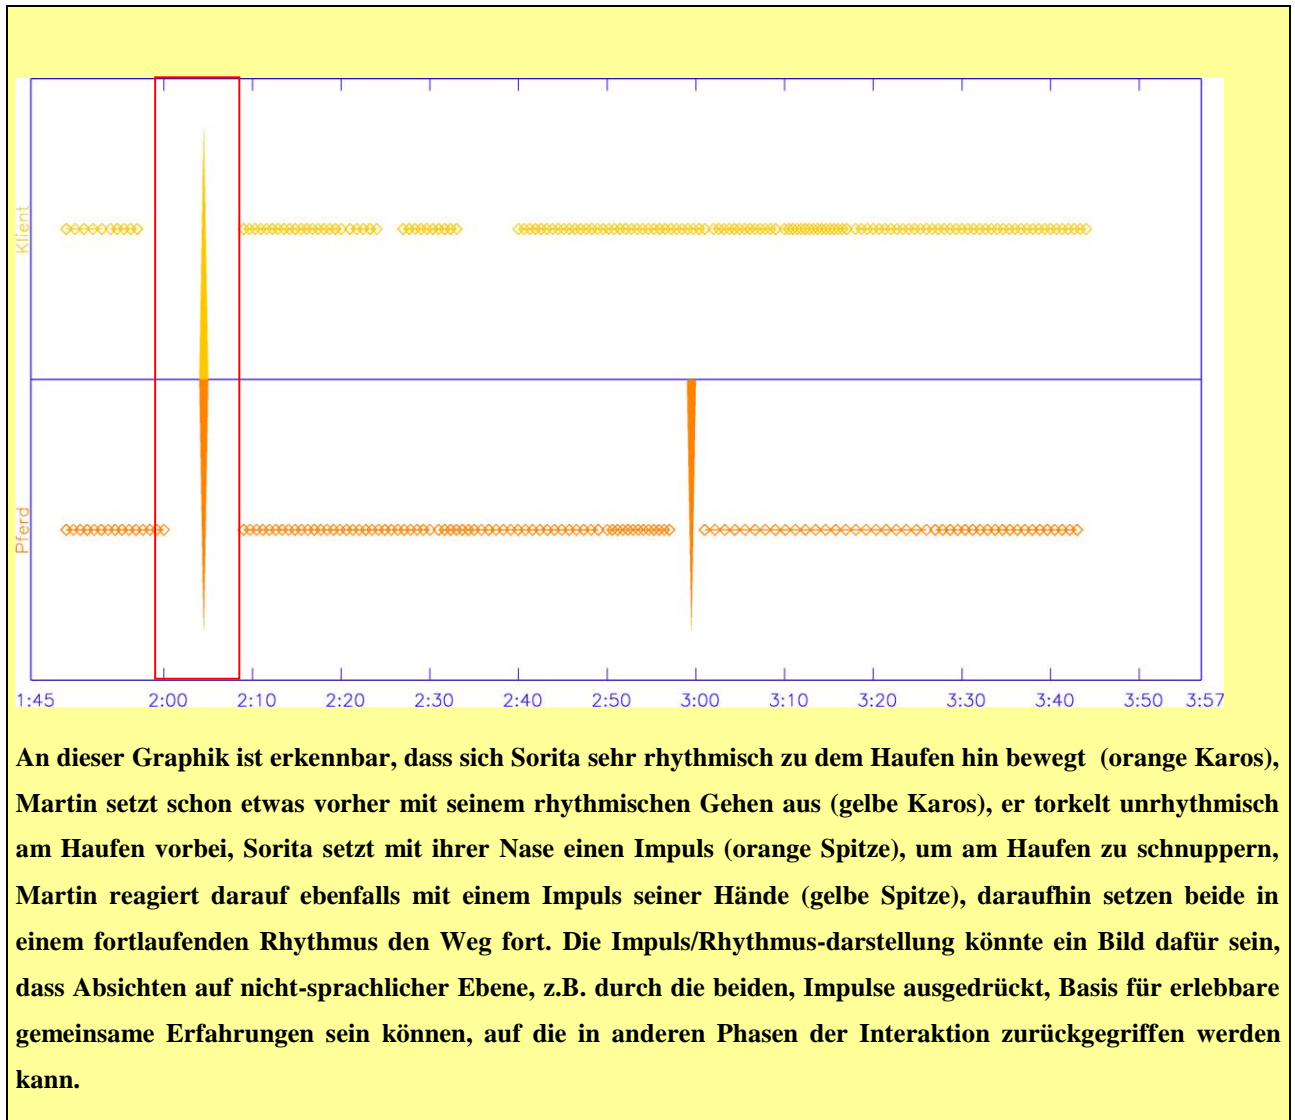 Klient
Pferd
1:45 2:00 2:10 2:20 2:30 2:40 2:50 3:00 3:10 3:20 3:30 3:40 3:50 3:57
An dieser Graphik ist erkennbar, dass sich Sorita sehr rhythmisch zu dem Haufen hin bewegt (orange Karos),
Martin setzt schon etwas vorher mit seinem rhythmischen Gehen aus (gelbe Karos), er torkelt unrhythmisch
am Haufen vorbei, Sorita setzt mit ihrer Nase einen Impuls (orange Spitze), um am Haufen zu schnuppern,
Martin reagiert darauf ebenfalls mit einem Impuls seiner Hände (gelbe Spitze), daraufhin setzen beide in
einem fortlaufenden Rhythmus den Weg fort. Die Impuls/Rhythmus-darstellung könnte ein Bild dafür sein,
dass Absichten auf nicht-sprachlicher Ebene, z.B. durch die beiden, Impulse ausgedrückt, Basis für erlebbare
gemeinsame Erfahrungen sein können, auf die in anderen Phasen der Interaktion zurückgegriffen werden
kann.